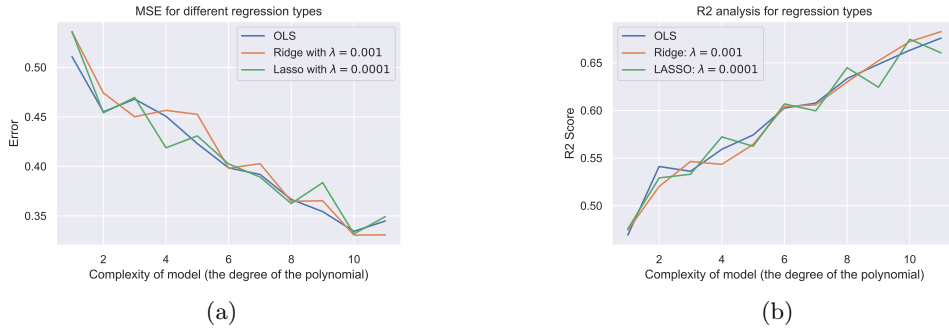 MSE for different regression types
OLS
Ridge with λ = 0.001
Lasso with λ = 0.0001
0.50
0.45
0.40
0.35
Error
2 4 6 8 10
Complexity of model (the degree of the polynomial)
(a)
R2 analysis for regression types
OLS
Ridge: λ = 0.001
LASSO: λ = 0.0001
0.65
0.60
0.55
0.50
R2 Score
2 4 6 8 10
Complexity of model (the degree of the polynomial)
(b)